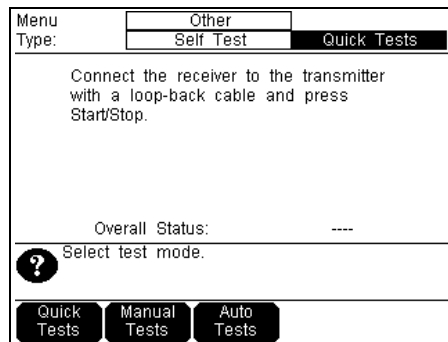 Menu Other
Type: Self Test Quick Tests
Connect the receiver to the transmitter
with a loop-back cable and press
Start/Stop.
Overall Status: ----
? Select test mode.
Quick Manual Auto
Tests Tests Tests